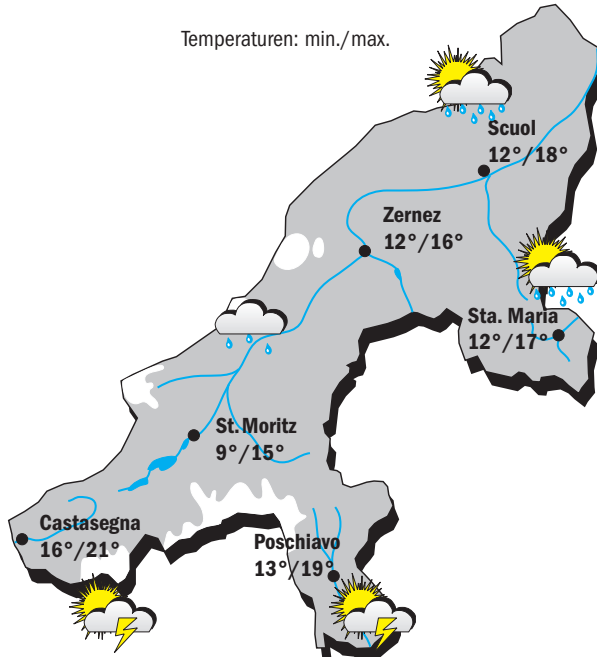 Temperaturen: min./max.
Scuol
12°/18°
Zernez
12°/16°
Sta. Maria
12°/17°
St. Moritz
9°/15°
Castasegna
16°/21°
Poschiavo
13°/19°